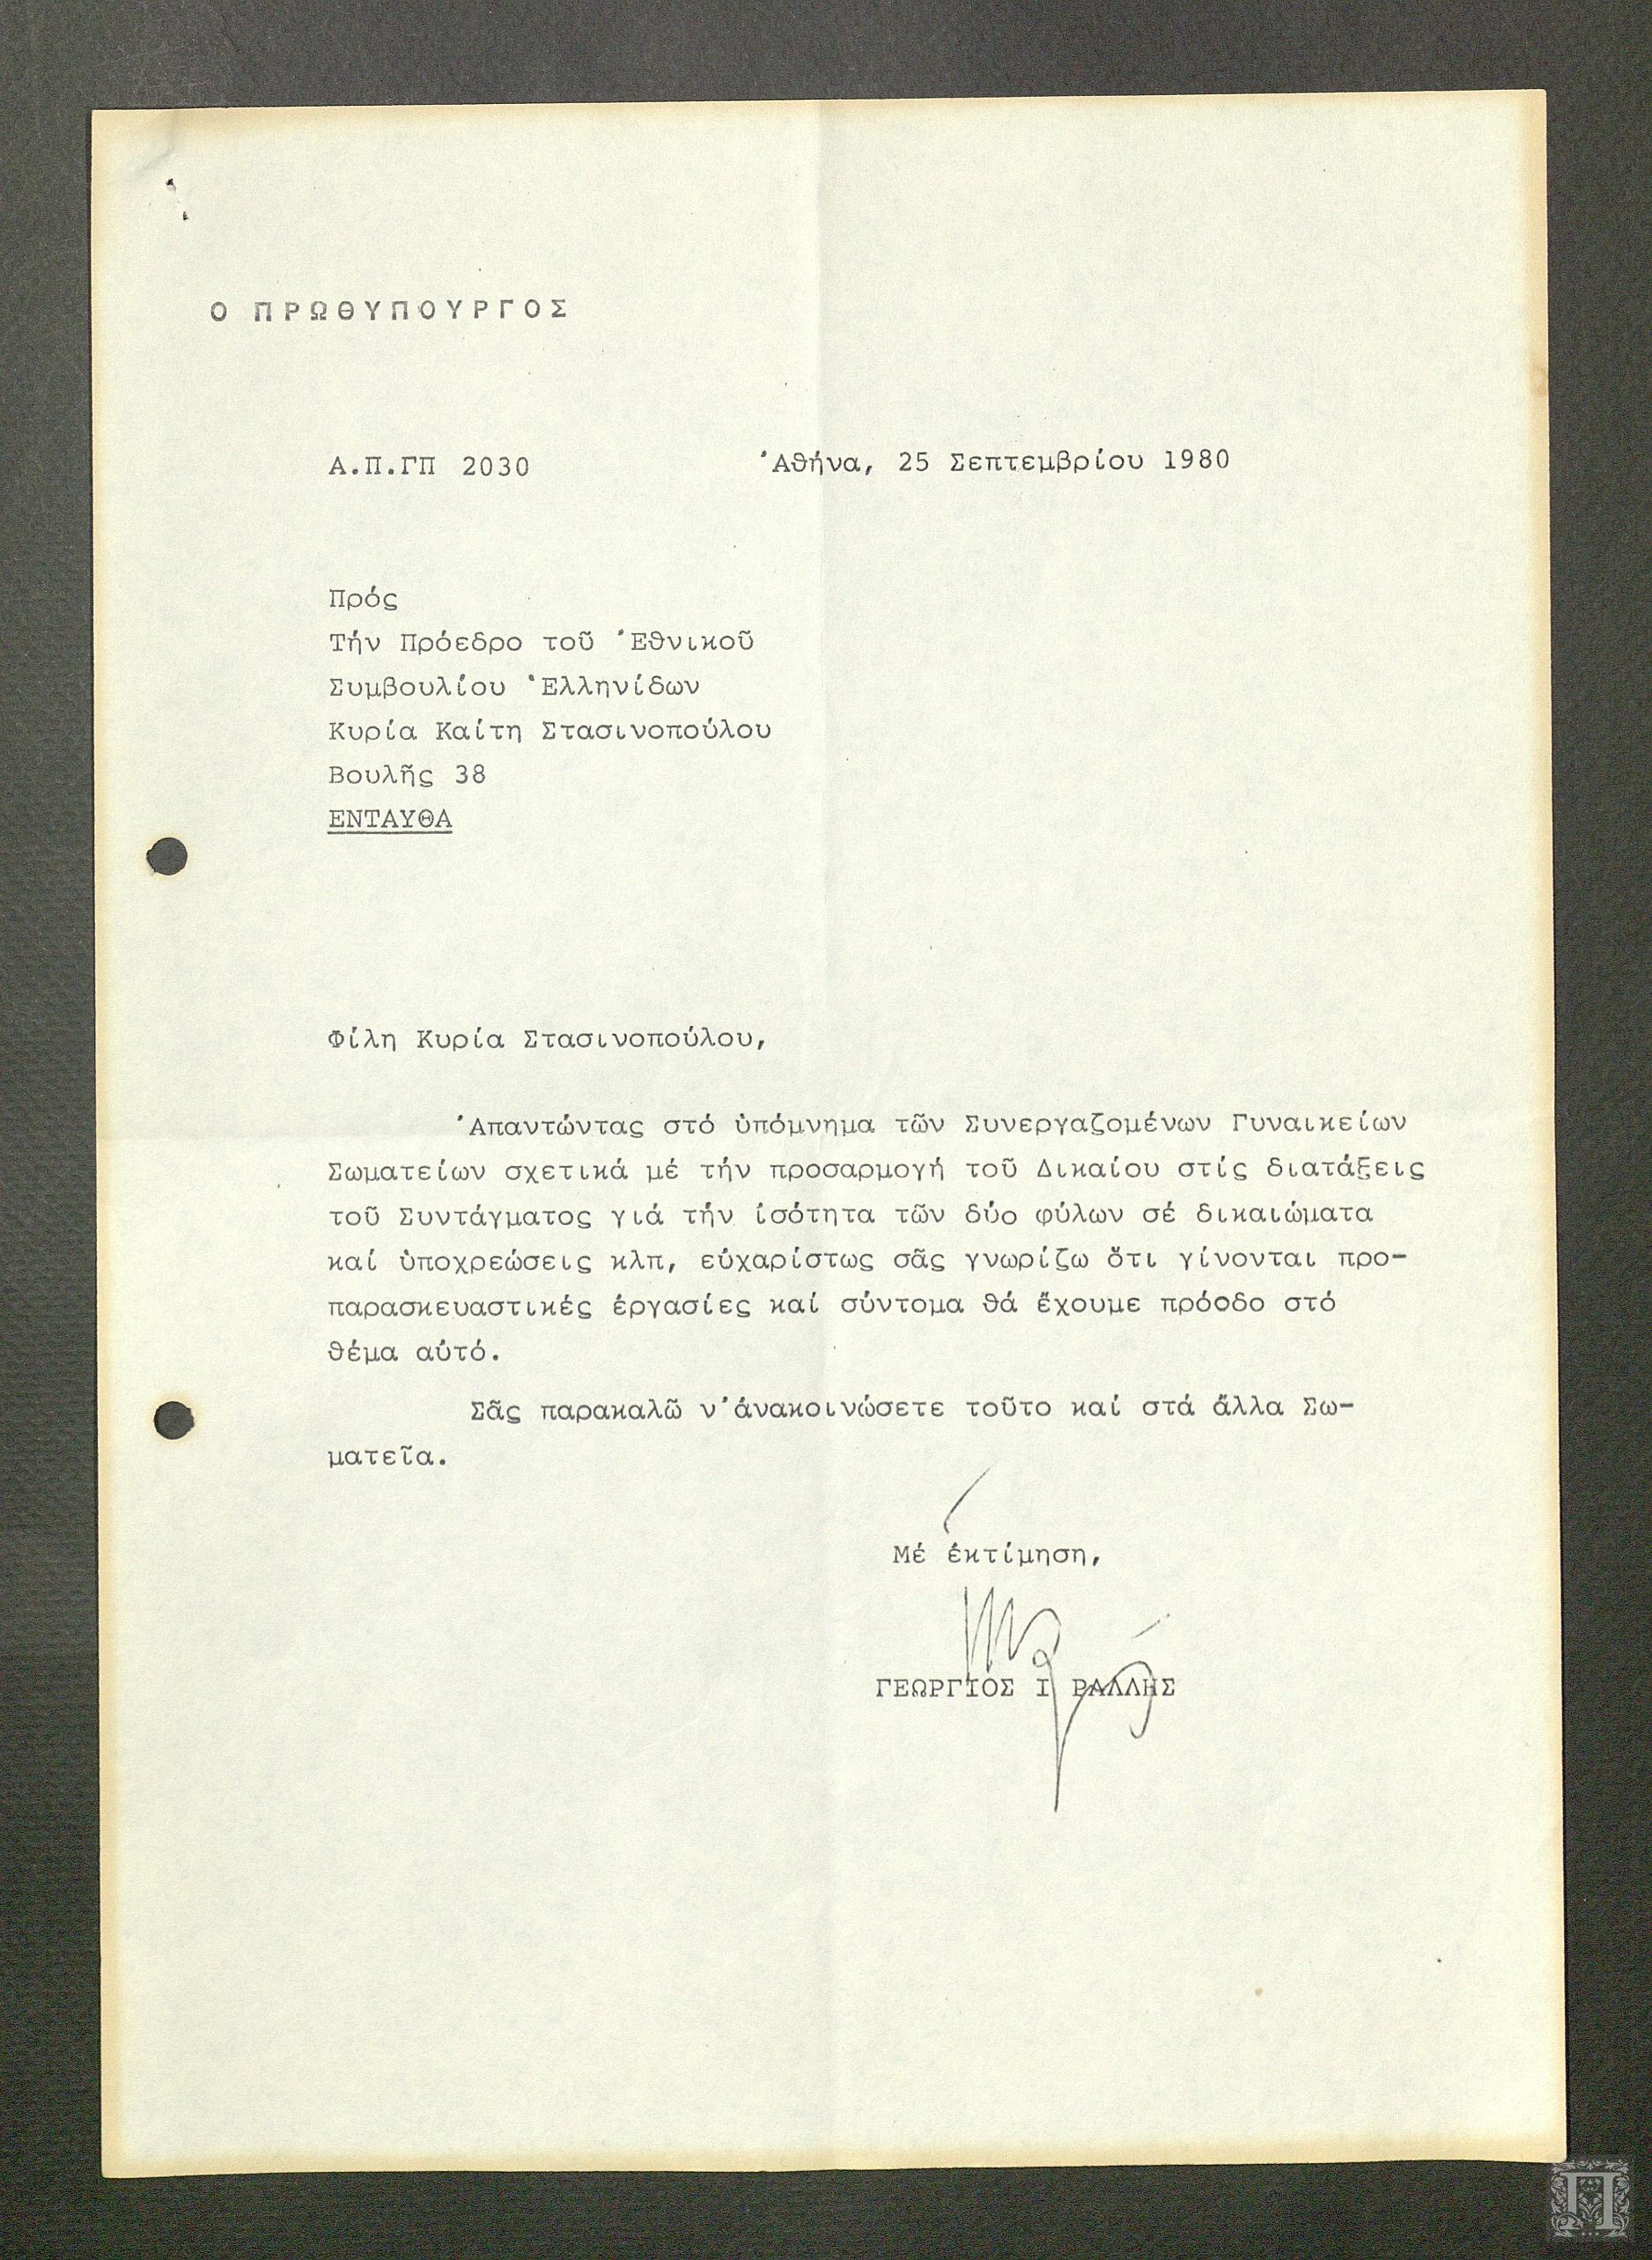 Ο ΠΡΩΘΥΠΟΥΡΓΟΣ
Α.Π.ΓΠ 2030
Ἀθήνα, 25 Σεπτεμβρίου 1980
Πρός
Τήν Πρόεδρο τοῦ Ἐθνικοῦ
Συμβουλίου Ἑλληνίδων
Κυρία Καίτη Στασινοπούλου
Βουλῆς 38
ΕΝΤΑΥΘΑ
Φίλη Κυρία Στασινοπούλου,
Ἀπαντώντας στό ὑπόμνημα τῶν Συνεργαζομένων Γυναικείων
Σωματείων σχετικά μέ τήν προσαρμογή τοῦ Δικαίου στίς διατάξεις
τοῦ Συντάγματος γιά τήν ἰσότητα τῶν δύο φύλων σέ δικαιώματα
καί ὑποχρεώσεις κλπ, εὐχαρίστως σᾶς γνωρίζω ὅτι γίνονται προ-
παρασκευαστικές ἐργασίες καί σύντομα θά ἔχουμε πρόοδο στό
θέμα αὐτό.
Σᾶς παρακαλῶ ν'ἀνακοινώσετε τοῦτο καί στά ἄλλα Σω-
ματεῖα.
Μέ ἐκτίμηση,
ΓΕΩΡΓΙΟΣ Ι ΡΑΛΛΗΣ
Π